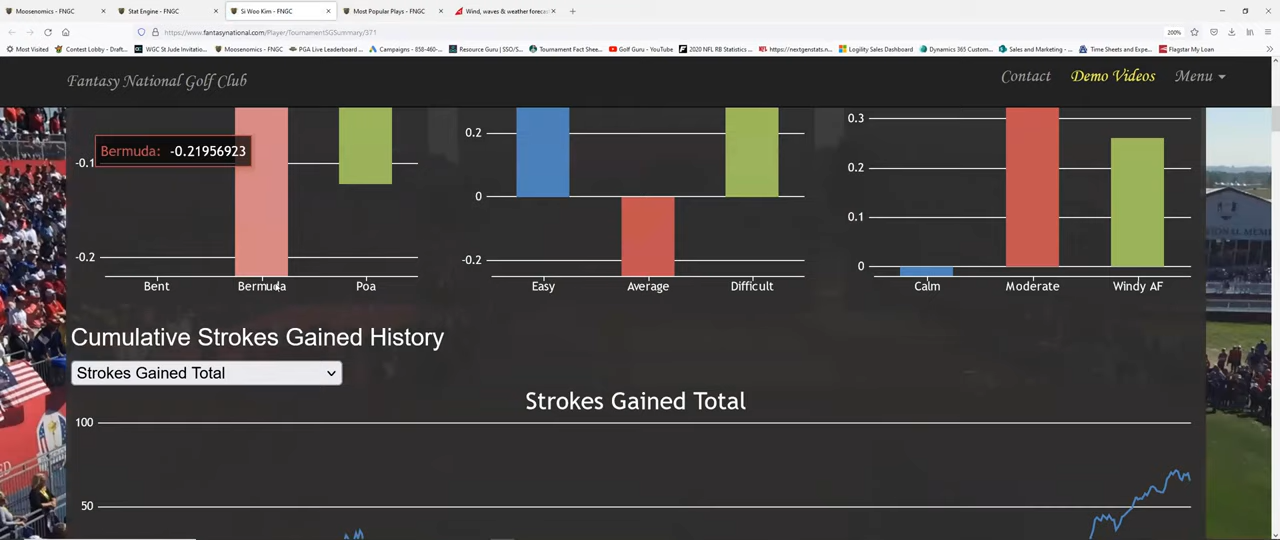 Moosenomics - FNGC
Stat Engine - FNGC
Si Woo Kim - FNGC
Most Popular Plays - FNGC
Wind, waves & weather forecas
https://www.fantasynational.com/Player/TournamentSGSummary/371
200%
Most Visited
Contest Lobby - Draft...
WGC St Jude Invitatio...
Moosenomics - FNGC
PGA Live Leaderboard ...
Campaigns - 858-460-...
Resource Guru | SSO/S...
Tournament Fact Shee...
Golf Guru - YouTube
2020 NFL RB Statistics ...
https://nextgenstats.n...
Logility Sales Dashboard
Dynamics 365 Custom...
Sales and Marketing - ...
Time Sheets and Expe...
Flagstar My Loan
Fantasy National Golf Club
Contact
Demo Videos
Menu
Bermuda: -0.21956923
-0.1
-0.2
Bent
Bermuda
Poa
0.2
0
-0.2
Easy
Average
Difficult
0.3
0.2
0.1
0
Calm
Moderate
Windy AF
Cumulative Strokes Gained History
Strokes Gained Total
Strokes Gained Total
100
50